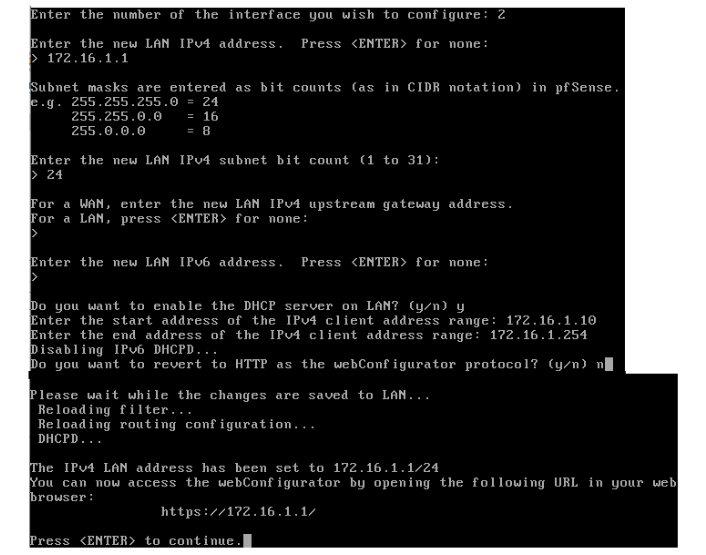 Enter the number of the interface you wish to configure: 2
Enter the new LAN IPv4 address.  Press <ENTER> for none:
> 172.16.1.1
Subnet masks are entered as bit counts (as in CIDR notation) in pfSense.
e.g. 255.255.255.0 = 24
     255.255.0.0   = 16
     255.0.0.0     = 8
Enter the new LAN IPv4 subnet bit count (1 to 31):
> 24
For a WAN, enter the new LAN IPv4 upstream gateway address.
For a LAN, press <ENTER> for none:
>
Enter the new LAN IPv6 address.  Press <ENTER> for none:
>
Do you want to enable the DHCP server on LAN? (y/n) y
Enter the start address of the IPv4 client address range: 172.16.1.10
Enter the end address of the IPv4 client address range: 172.16.1.254
Disabling IPv6 DHCPD...
Do you want to revert to HTTP as the webConfigurator protocol? (y/n) n
Please wait while the changes are saved to LAN...
 Reloading filter...
 Reloading routing configuration...
 DHCPD...
The IPv4 LAN address has been set to 172.16.1.1/24
You can now access the webConfigurator by opening the following URL in your web
browser:
                https://172.16.1.1/
Press <ENTER> to continue.